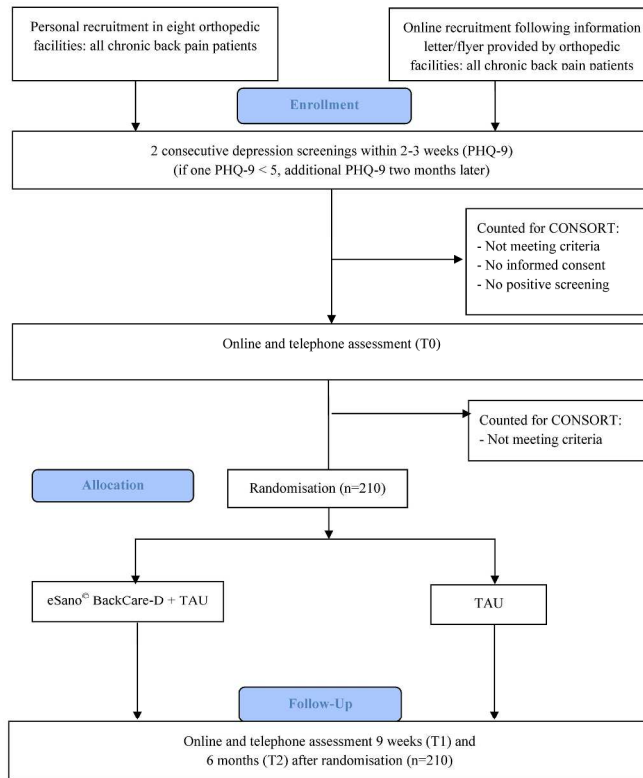 Personal recruitment in eight orthopedic
facilities: all chronic back pain patients
Online recruitment following information
letter/flyer provided by orthopedic
facilities: all chronic back pain patients
Enrollment
2 consecutive depression screenings within 2-3 weeks (PHQ-9)
(if one PHQ-9 < 5, additional PHQ-9 two months later)
Counted for CONSORT:
- Not meeting criteria
- No informed consent
- No positive screening
Online and telephone assessment (T0)
Counted for CONSORT:
- Not meeting criteria
Allocation
Randomisation (n=210)
eSano© BackCare-D + TAU
TAU
Follow-Up
Online and telephone assessment 9 weeks (T1) and
6 months (T2) after randomisation (n=210)